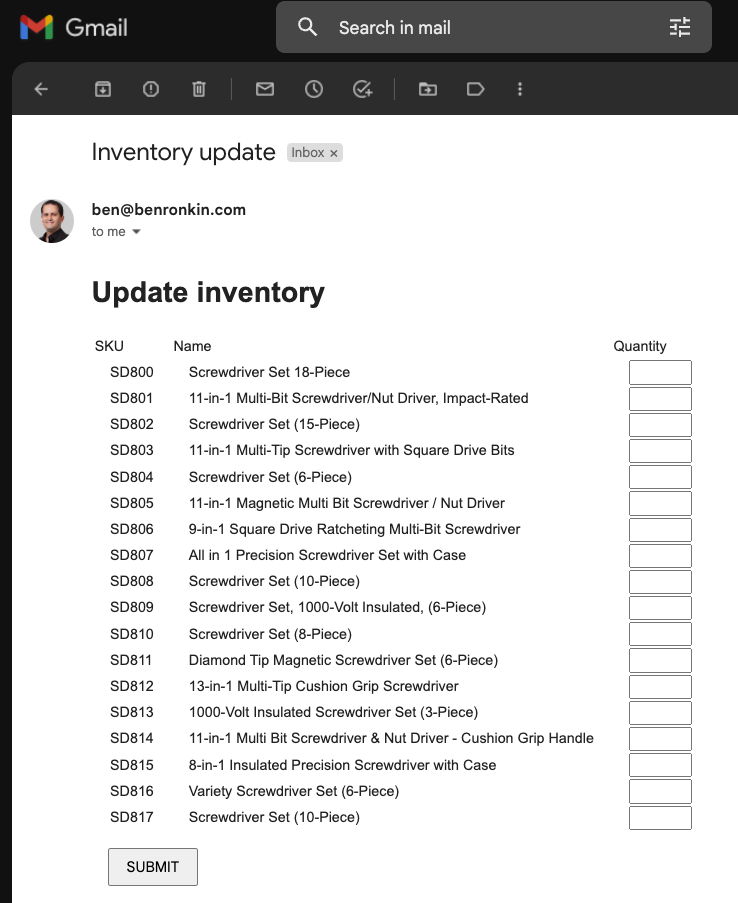 Gmail
Search in mail
Inventory update Inbox ×
ben@benronkin.com
to me
Update inventory
SKU Name Quantity
SD800 Screwdriver Set 18-Piece
SD801 11-in-1 Multi-Bit Screwdriver/Nut Driver, Impact-Rated
SD802 Screwdriver Set (15-Piece)
SD803 11-in-1 Multi-Tip Screwdriver with Square Drive Bits
SD804 Screwdriver Set (6-Piece)
SD805 11-in-1 Magnetic Multi Bit Screwdriver / Nut Driver
SD806 9-in-1 Square Drive Ratcheting Multi-Bit Screwdriver
SD807 All in 1 Precision Screwdriver Set with Case
SD808 Screwdriver Set (10-Piece)
SD809 Screwdriver Set, 1000-Volt Insulated, (6-Piece)
SD810 Screwdriver Set (8-Piece)
SD811 Diamond Tip Magnetic Screwdriver Set (6-Piece)
SD812 13-in-1 Multi-Tip Cushion Grip Screwdriver
SD813 1000-Volt Insulated Screwdriver Set (3-Piece)
SD814 11-in-1 Multi Bit Screwdriver & Nut Driver - Cushion Grip Handle
SD815 8-in-1 Insulated Precision Screwdriver with Case
SD816 Variety Screwdriver Set (6-Piece)
SD817 Screwdriver Set (10-Piece)
SUBMIT